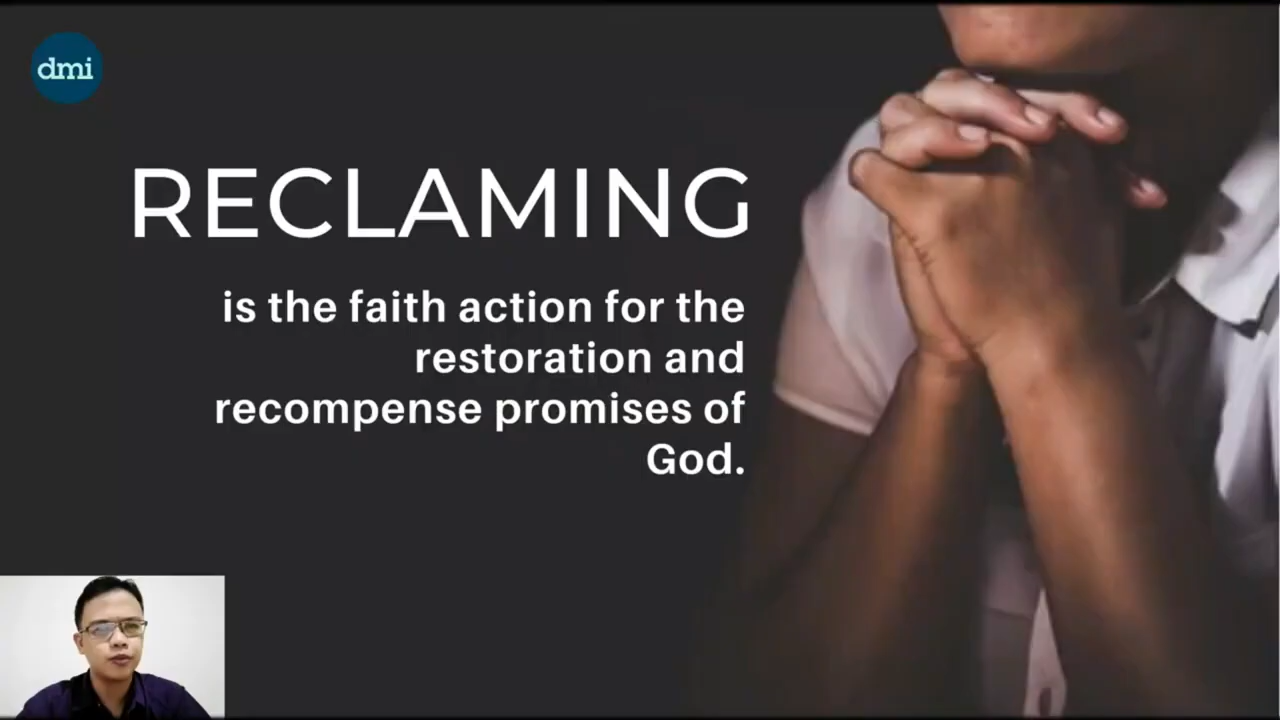 dmi
RECLAMING
is the faith action for the
restoration and
recompense promises of
God.